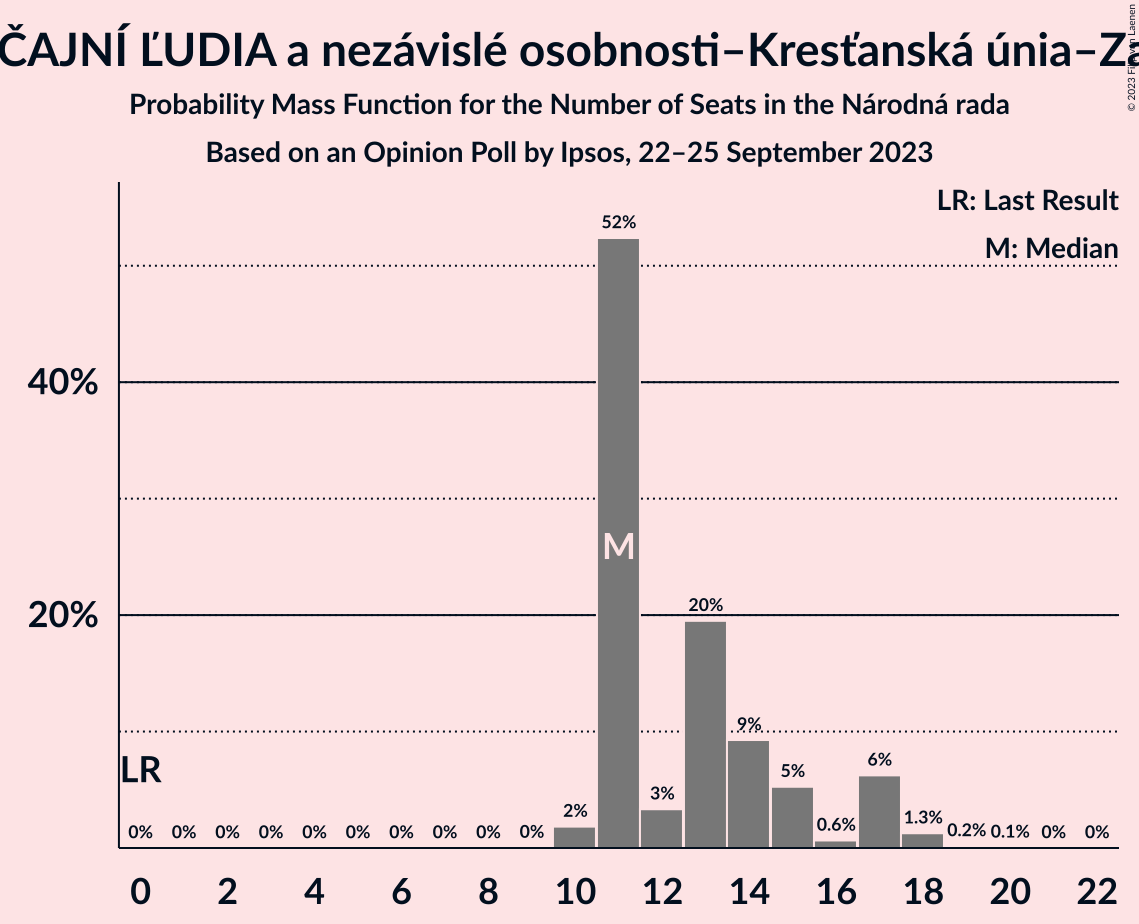 ČAJNÍ ĽUDIA a nezávislé osobnosti–Kresťanská únia–Za
Probability Mass Function for the Number of Seats in the Národná rada
Based on an Opinion Poll by Ipsos, 22–25 September 2023
© 2023 Filip van Laenen
LR: Last Result
M: Median
52%
40%
M
20%
20%
9%
LR
6%
5%
3%
2%
1.3%
0.6%
0% 0% 0% 0% 0% 0% 0% 0% 0% 0% 0.2% 0.1% 0% 0%
0 2 4 6 8 10 12 14 16 18 20 22